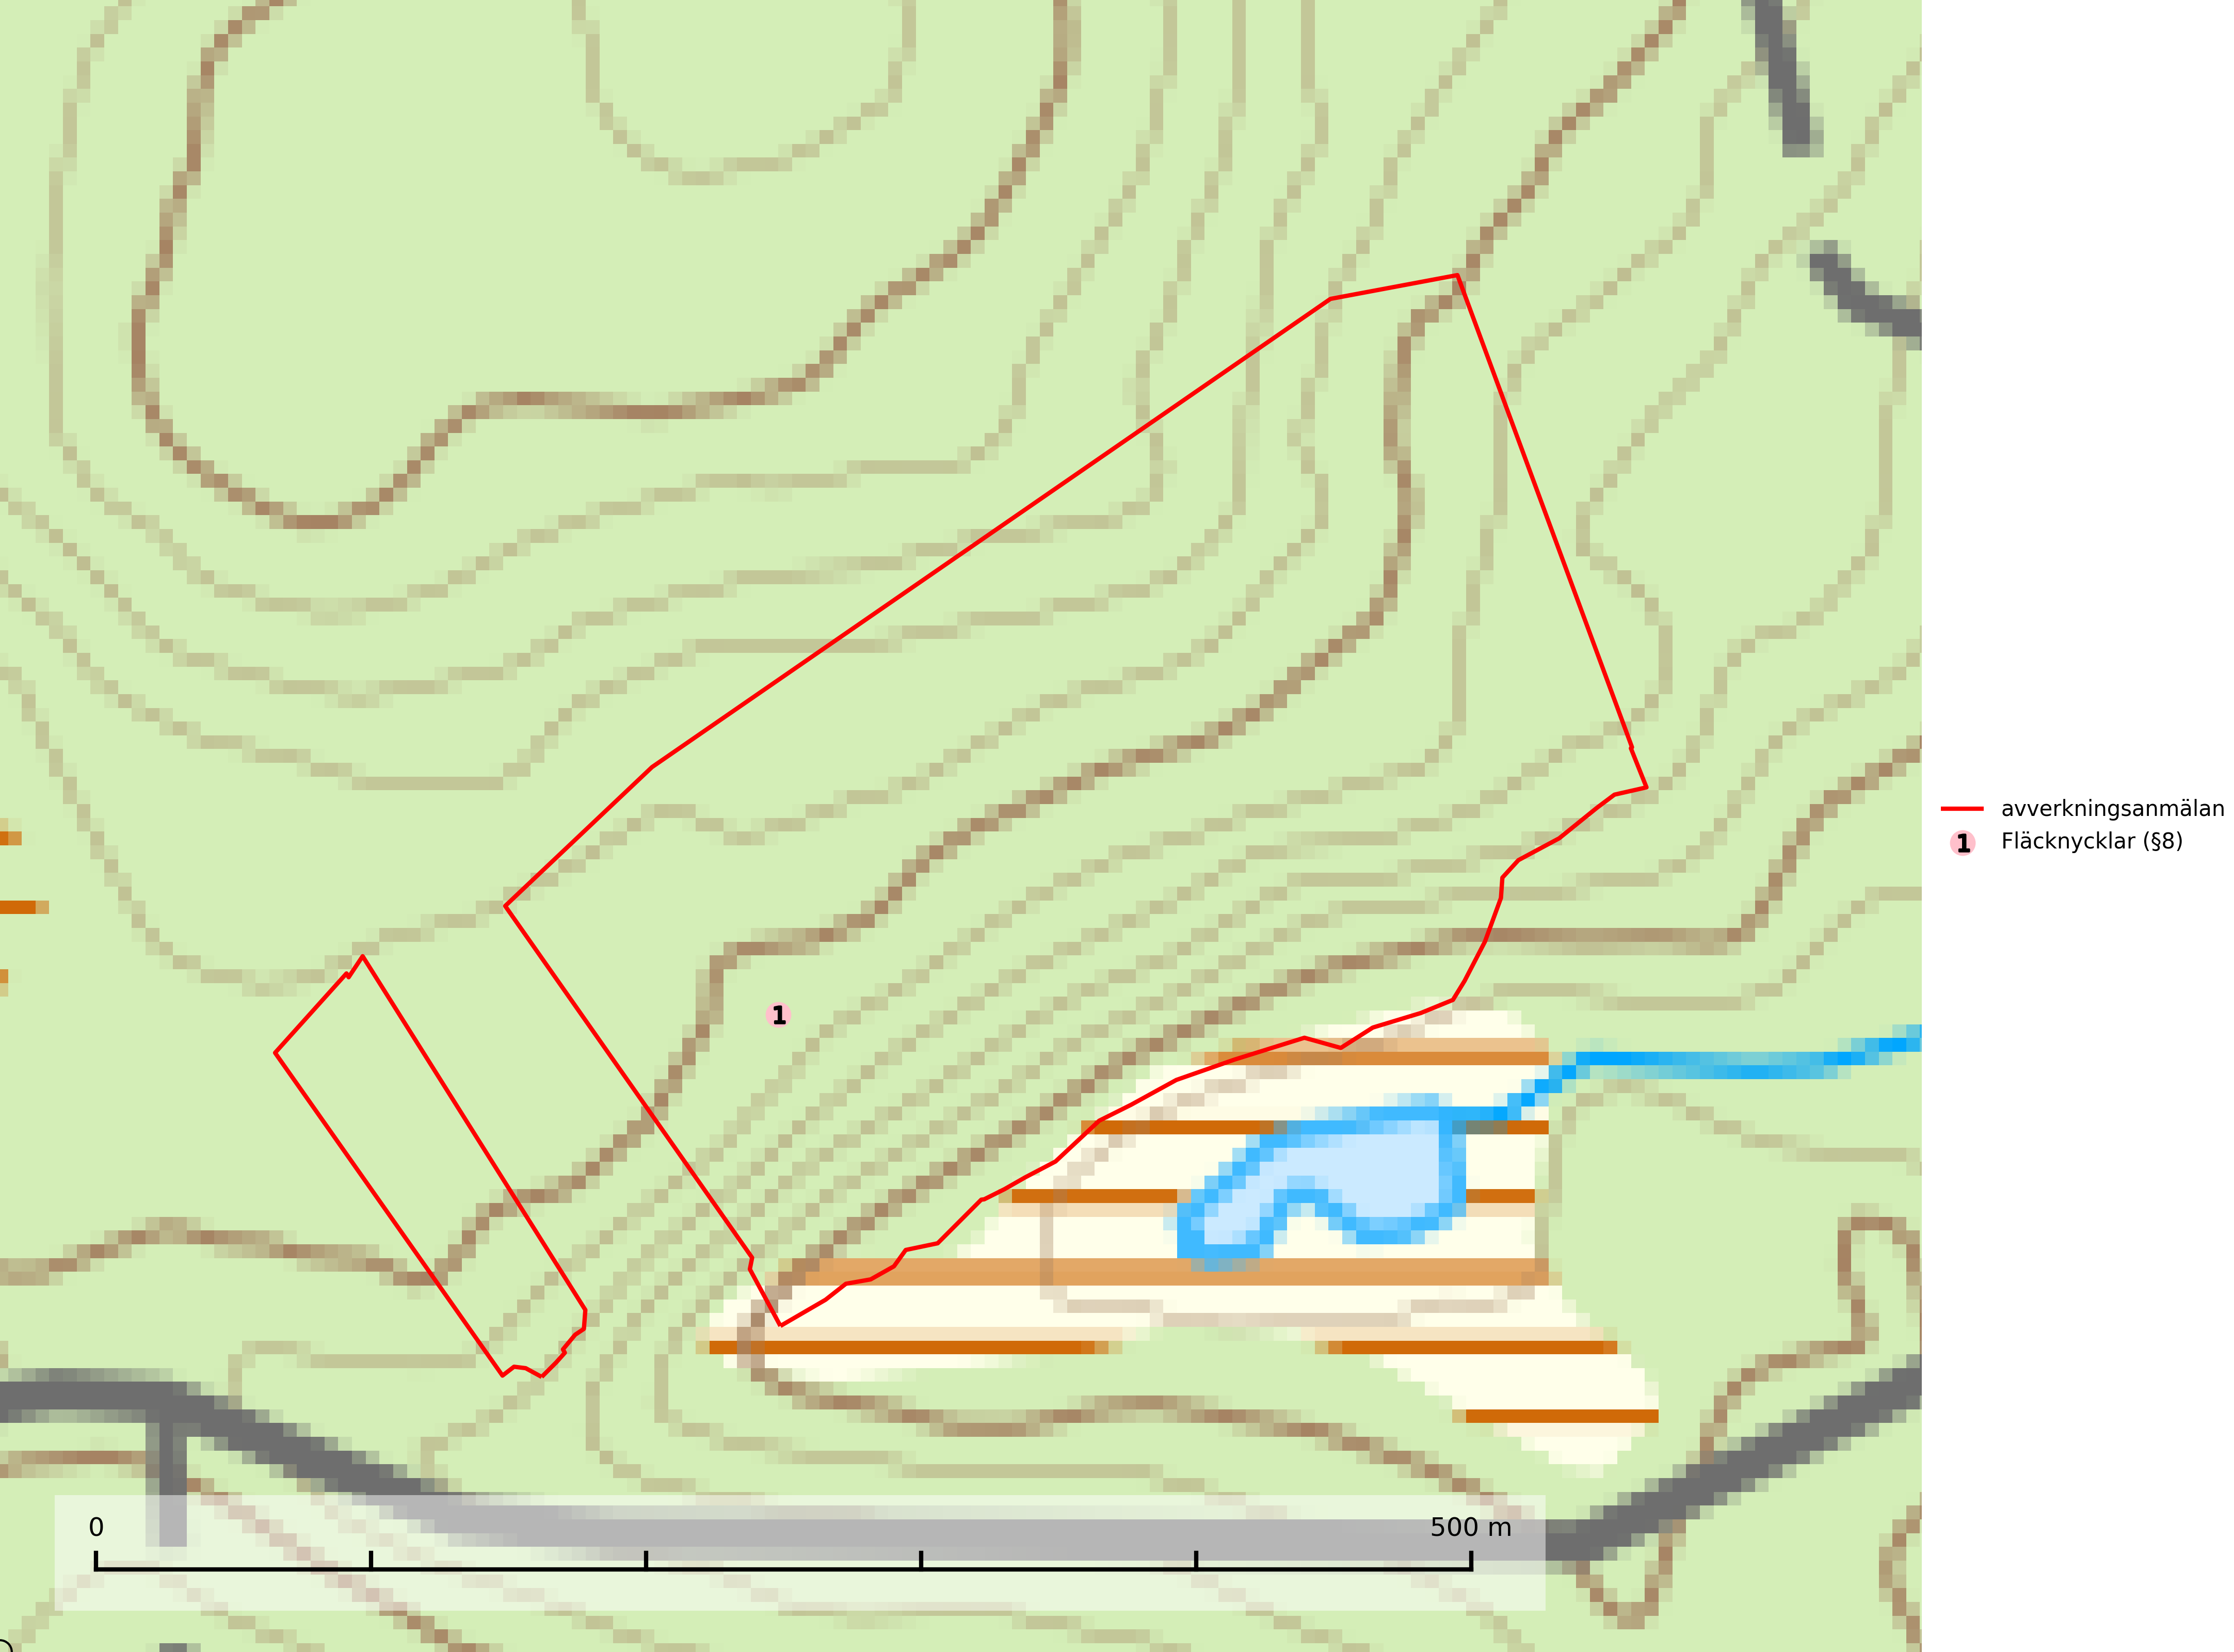 1
avverkningsanmälan
1 Fläcknycklar (§8)
0 500 m